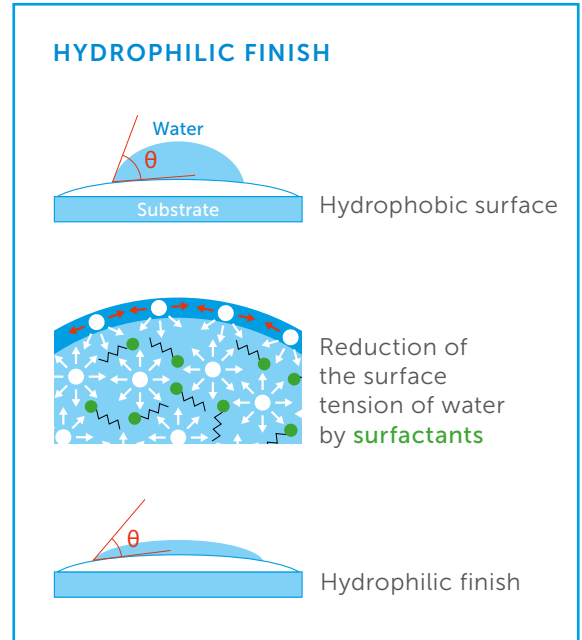 HYDROPHILIC FINISH
Water
θ
Substrate
Hydrophobic surface
Reduction of
the surface
tension of water
by surfactants
θ
Hydrophilic finish